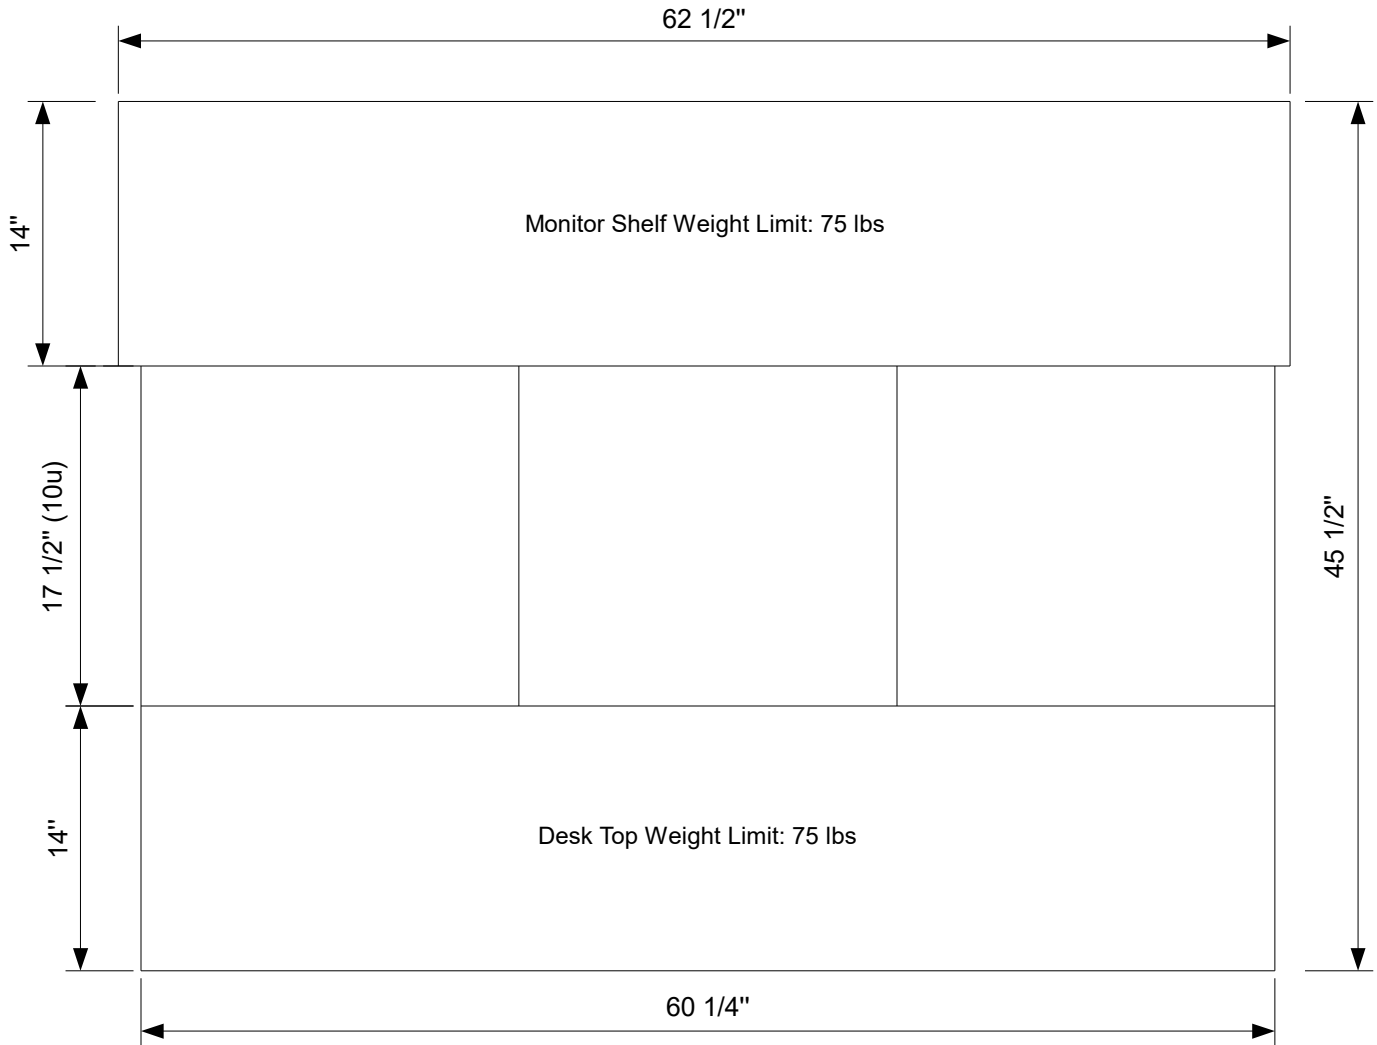 62 1/2"
14"
Monitor Shelf Weight Limit: 75 lbs
17 1/2" (10u)
45 1/2"
14"
Desk Top Weight Limit: 75 lbs
60 1/4"